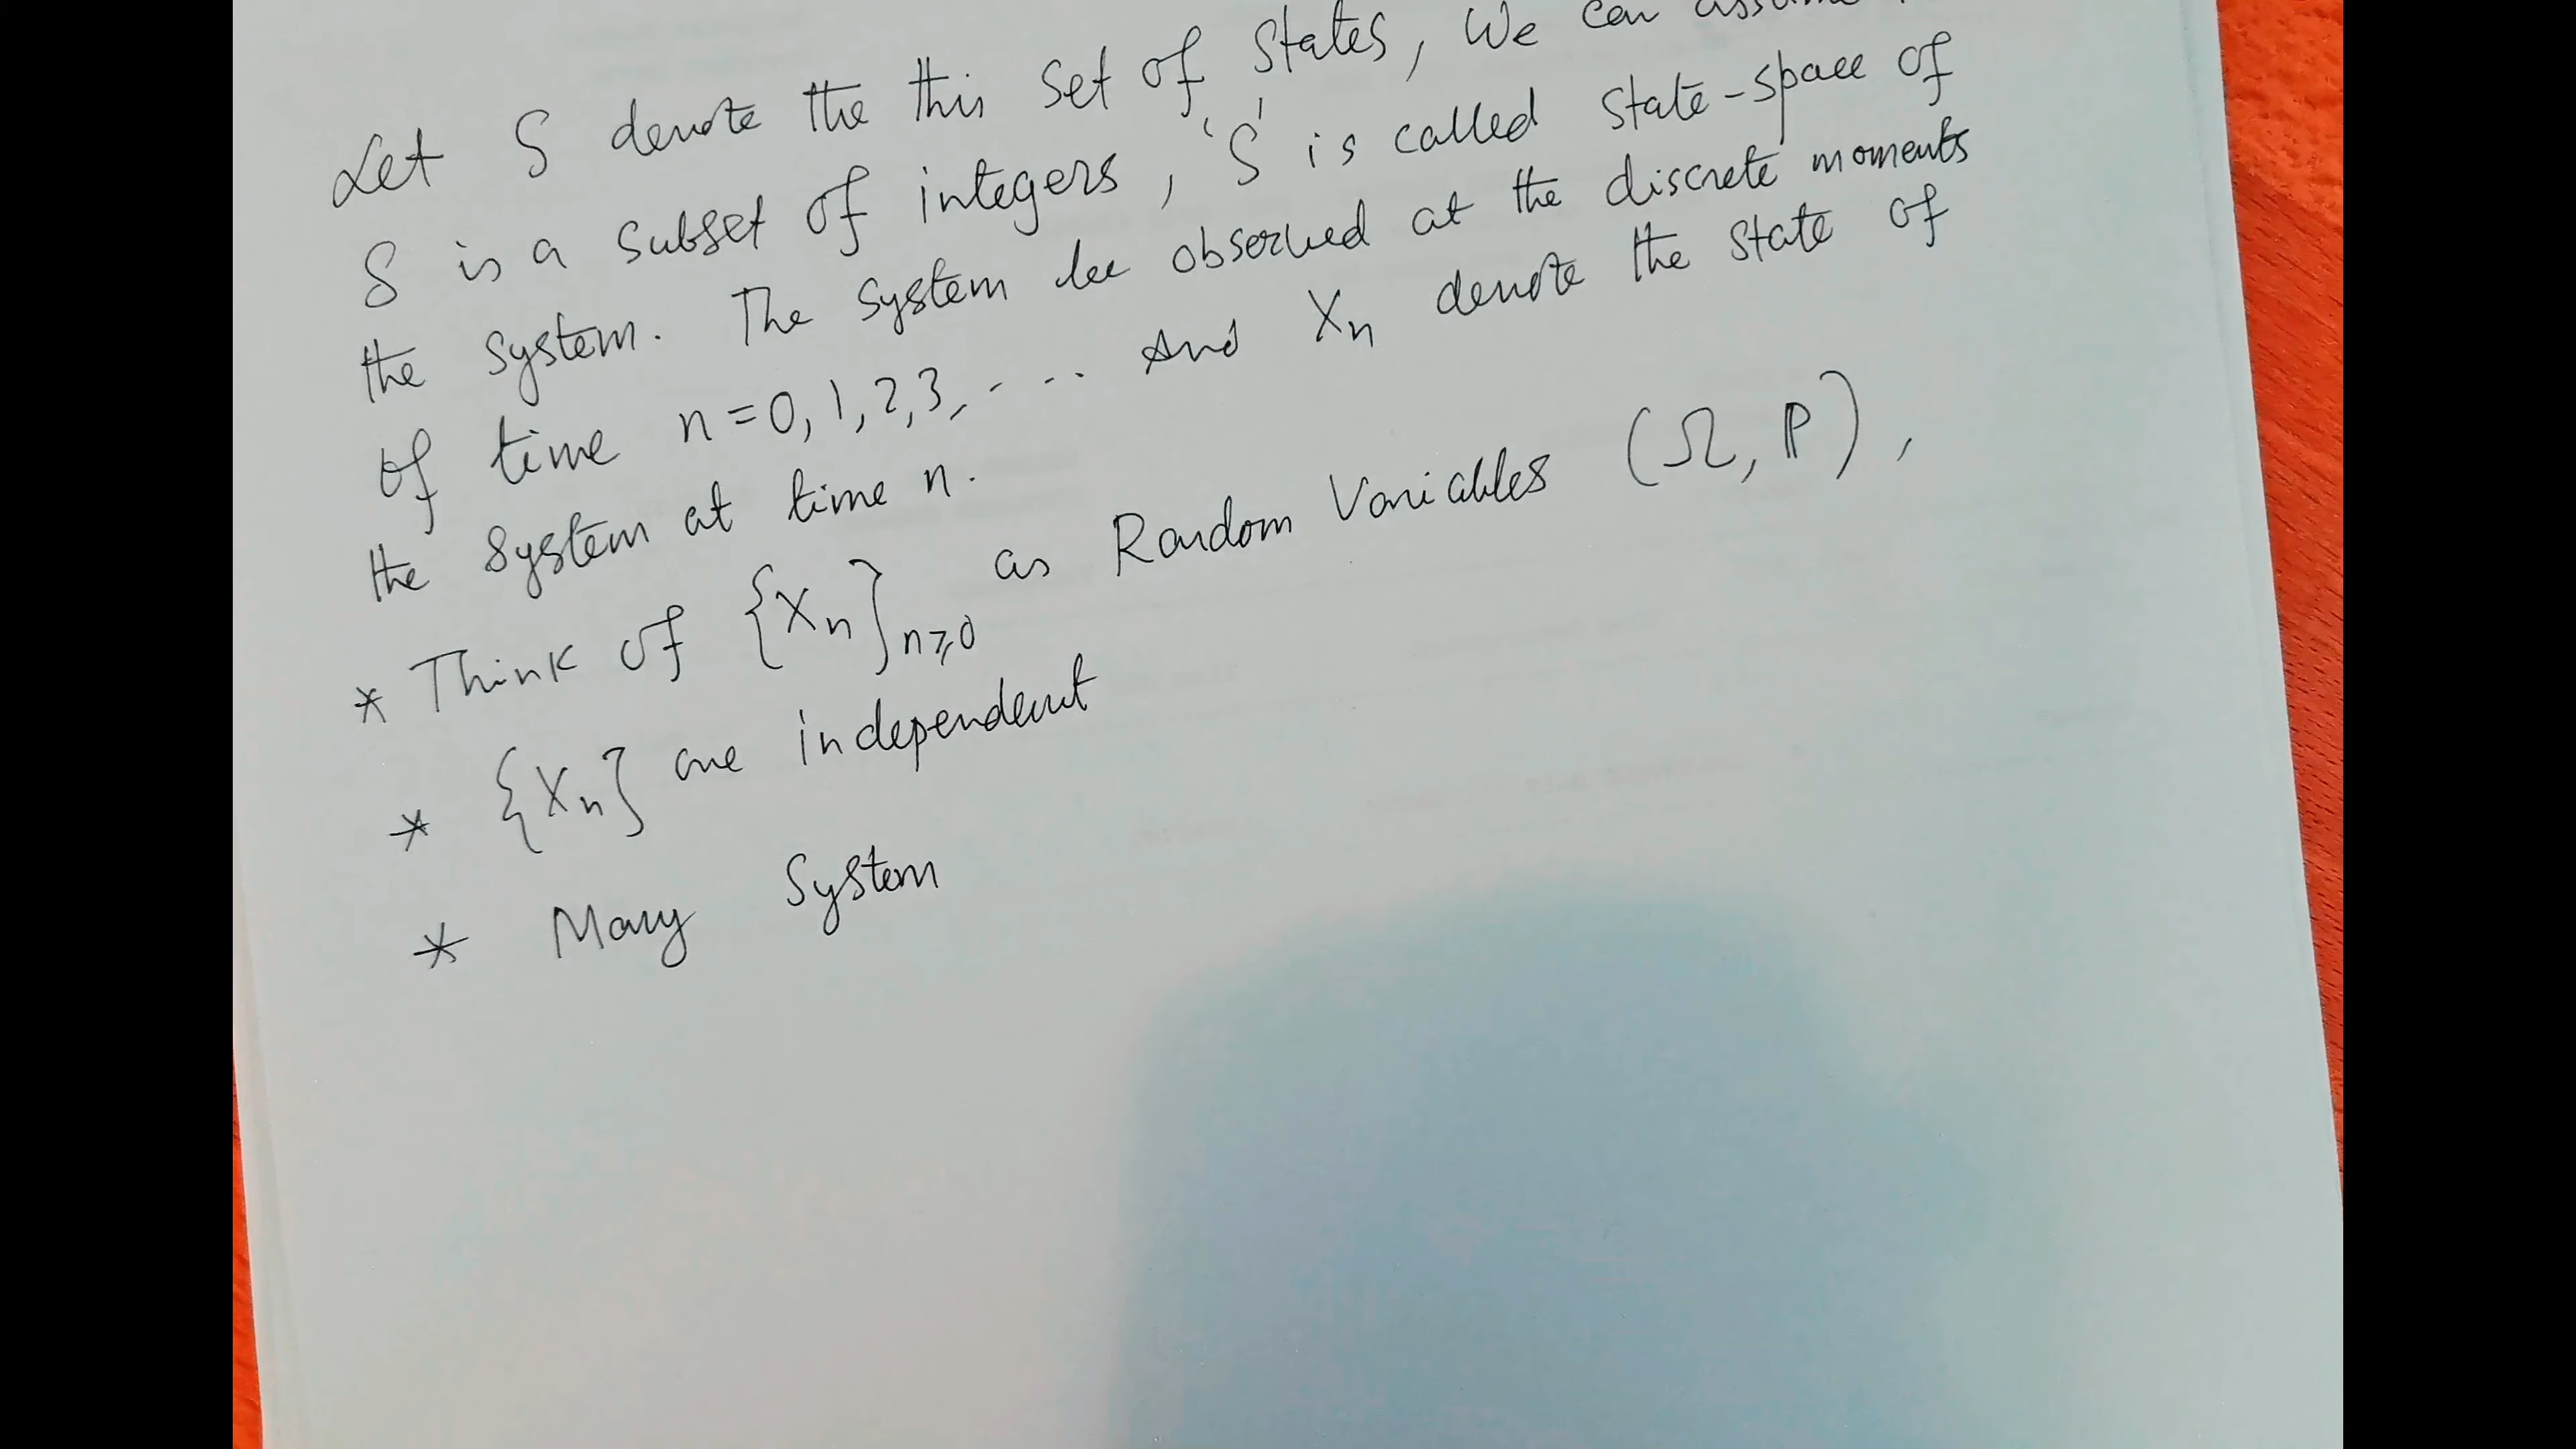 Let S denote the this set of states, We can assume
S is a subset of integers, 'S' is called state-space of
the system. The system be observed at the discrete moments
of time n = 0, 1, 2, 3, - - .. And Xn denote the state of
the system at time n.
* Think of {Xn}n≥0 as Random Variables (Ω, ℙ),
* {Xn} are independent
* Many System